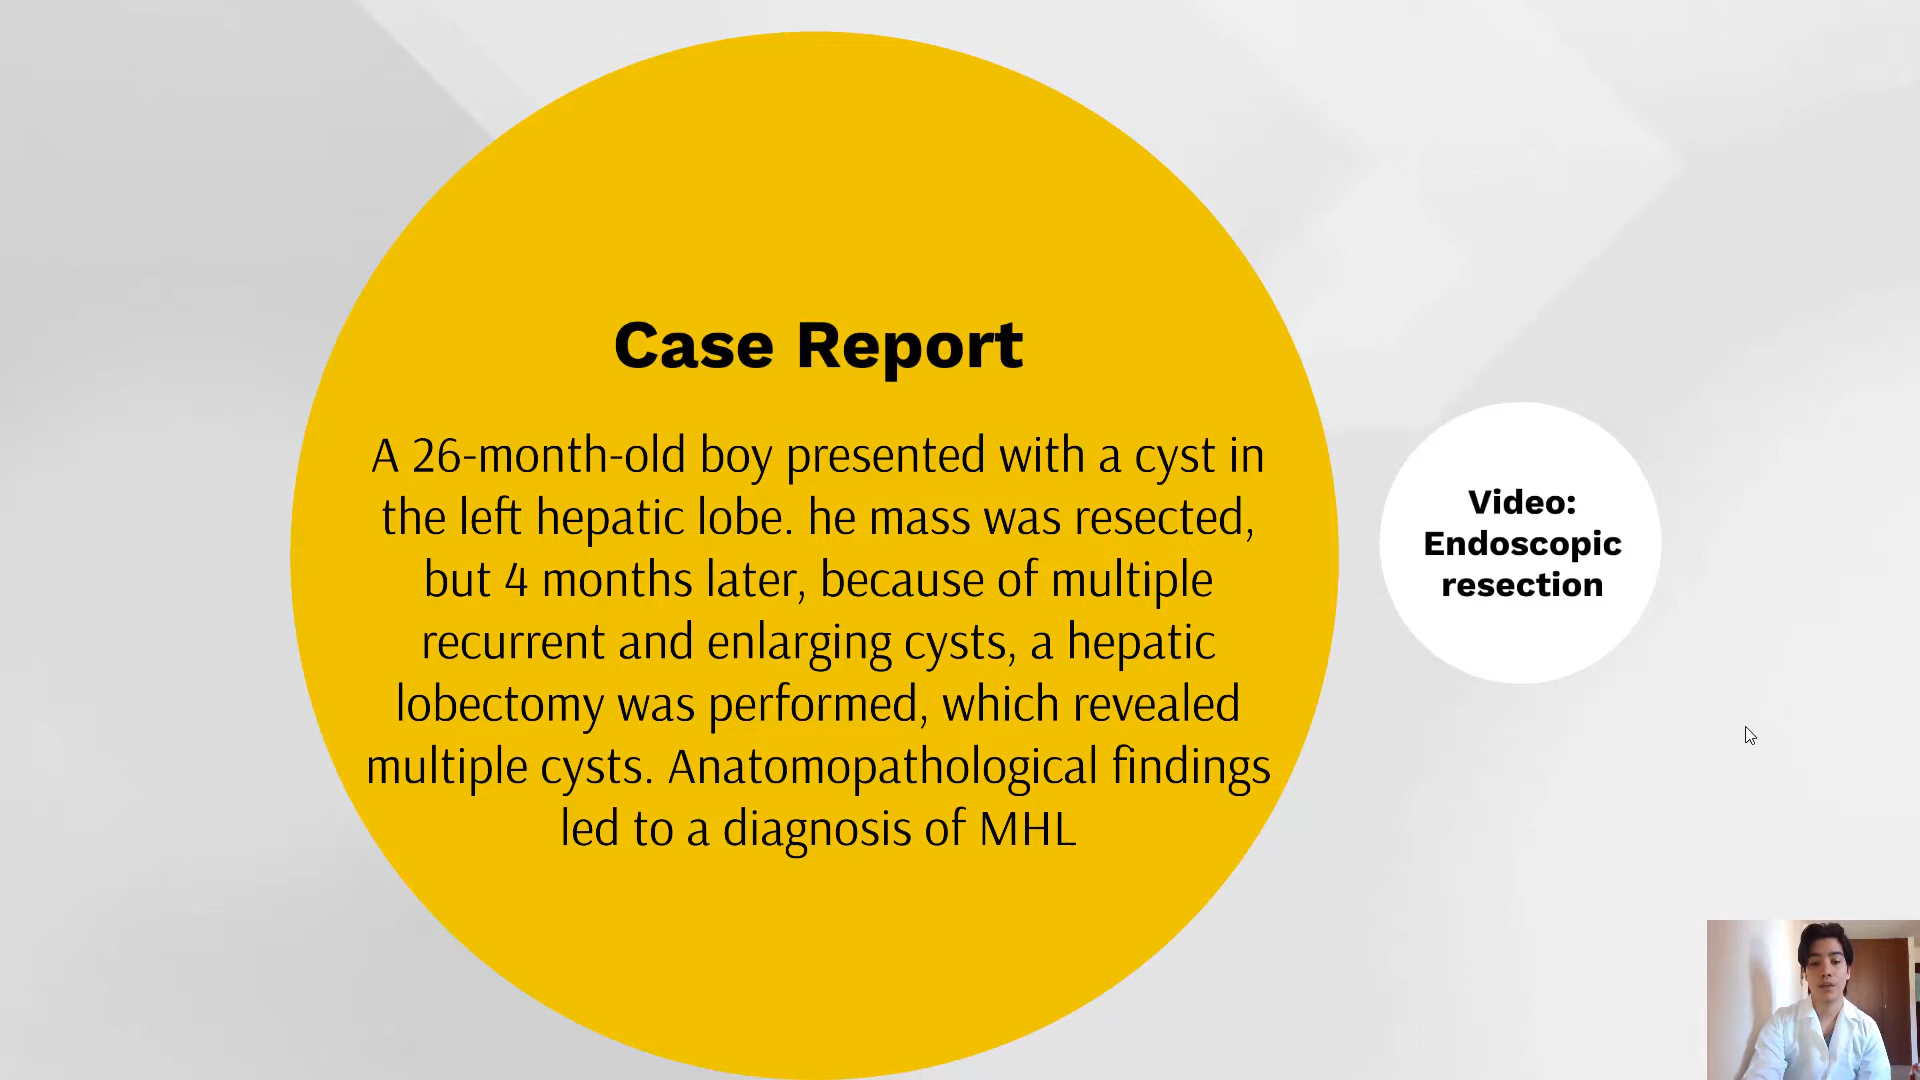 Case Report
A 26-month-old boy presented with a cyst in
the left hepatic lobe. he mass was resected,
but 4 months later, because of multiple
recurrent and enlarging cysts, a hepatic
lobectomy was performed, which revealed
multiple cysts. Anatomopathological findings
led to a diagnosis of MHL
Video:
Endoscopic
resection